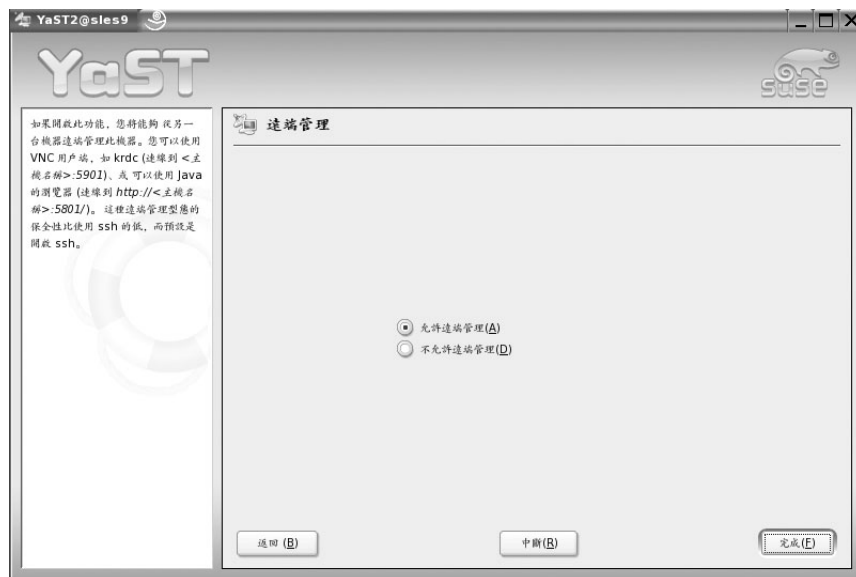 YaST2@sles9
YaST
suse
如果開啟此功能，您將能夠 從另一
台機器遠端管理此機器。您可以使用
VNC 用戶端，如 krdc (連線到 <主
機名稱>:5901)、或 可以使用 Java
的瀏覽器 (連線到 http://<主機名
稱>:5801/)。 這種遠端管理型態的
保全性比使用 ssh 的低，而預設是
開啟 ssh。
遠端管理
允許遠端管理(A)
不允許遠端管理(D)
返回 (B)
中斷(R)
完成(F)